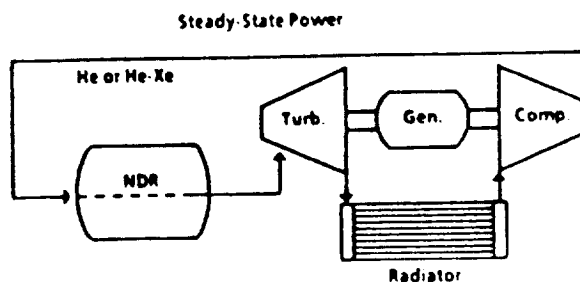 Steady-State Power
He or He-Xe
Turb.
Gen.
Comp.
NDR
Radiator